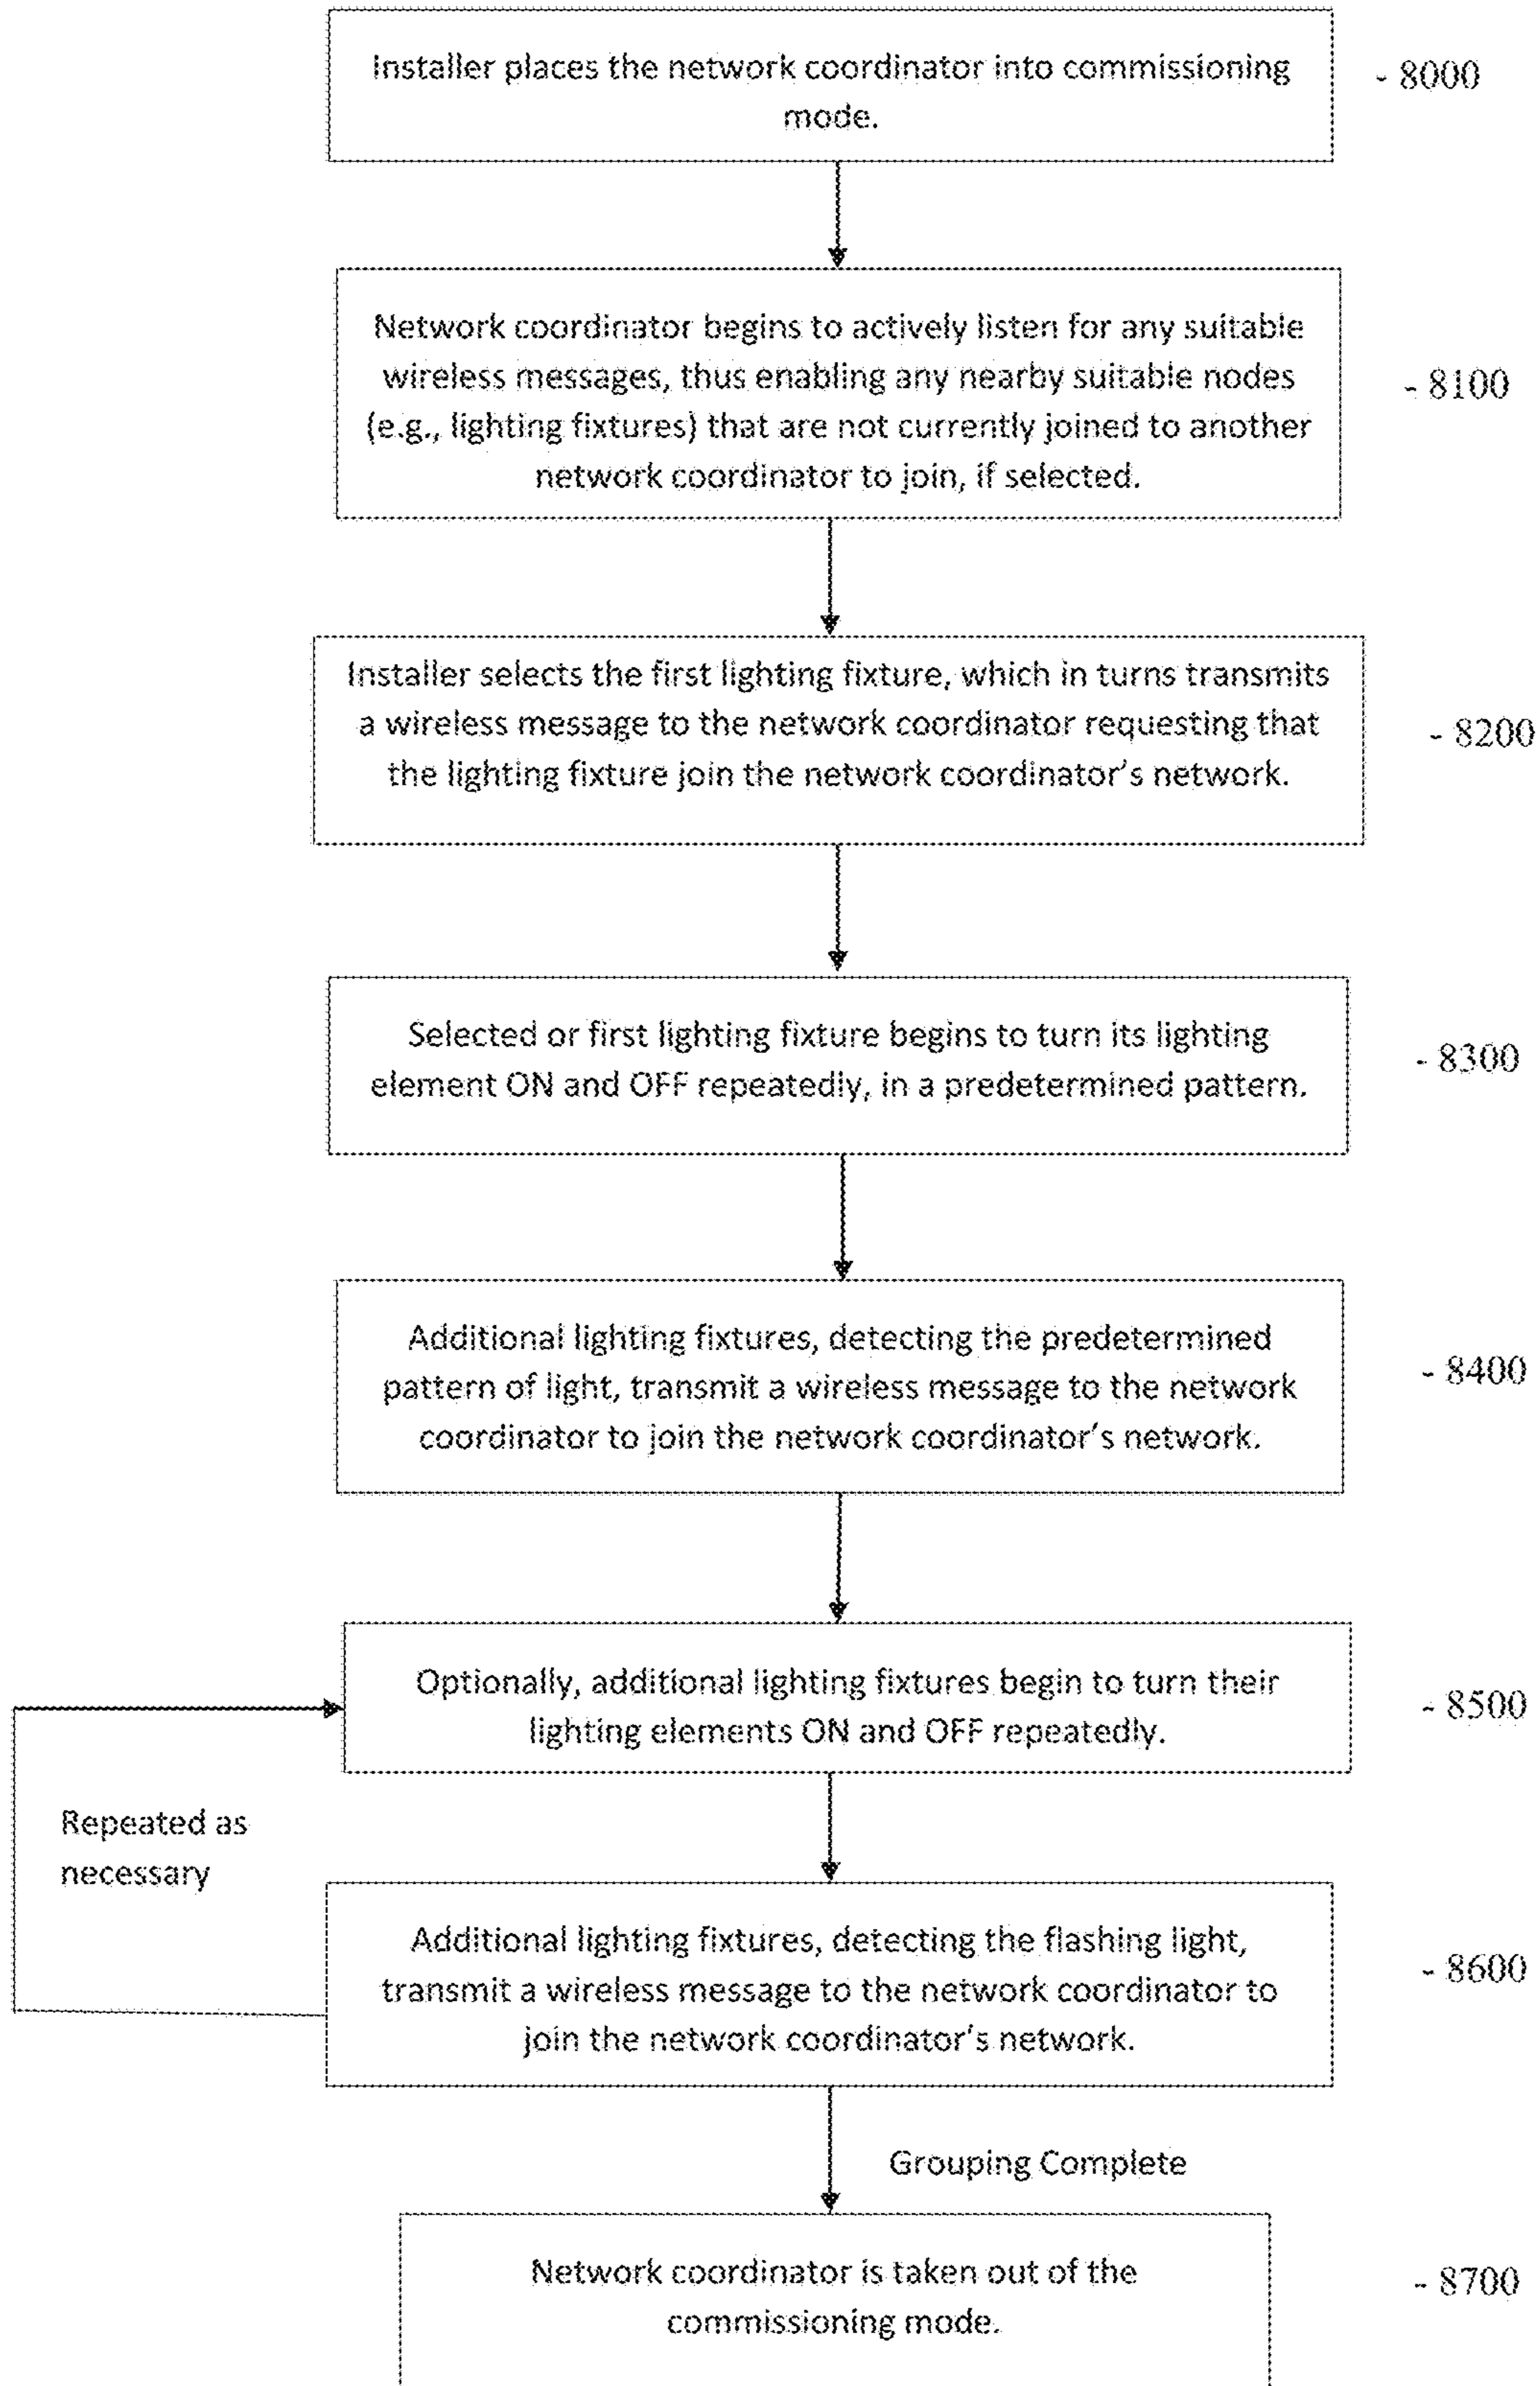 Installer places the network coordinator into commissioning
mode.
- 8000
Network coordinator begins to actively listen for any suitable
wireless messages, thus enabling any nearby suitable nodes
(e.g., lighting fixtures) that are not currently joined to another
network coordinator to join, if selected.
- 8100
Installer selects the first lighting fixture, which in turns transmits
a wireless message to the network coordinator requesting that
the lighting fixture join the network coordinator's network.
- 8200
Selected or first lighting fixture begins to turn its lighting
element ON and OFF repeatedly, in a predetermined pattern.
- 8300
Additional lighting fixtures, detecting the predetermined
pattern of light, transmit a wireless message to the network
coordinator to join the network coordinator's network.
- 8400
Optionally, additional lighting fixtures begin to turn their
lighting elements ON and OFF repeatedly.
- 8500
Repeated as
necessary
Additional lighting fixtures, detecting the flashing light,
transmit a wireless message to the network coordinator to
join the network coordinator's network.
- 8600
Grouping Complete
Network coordinator is taken out of the
commissioning mode.
- 8700